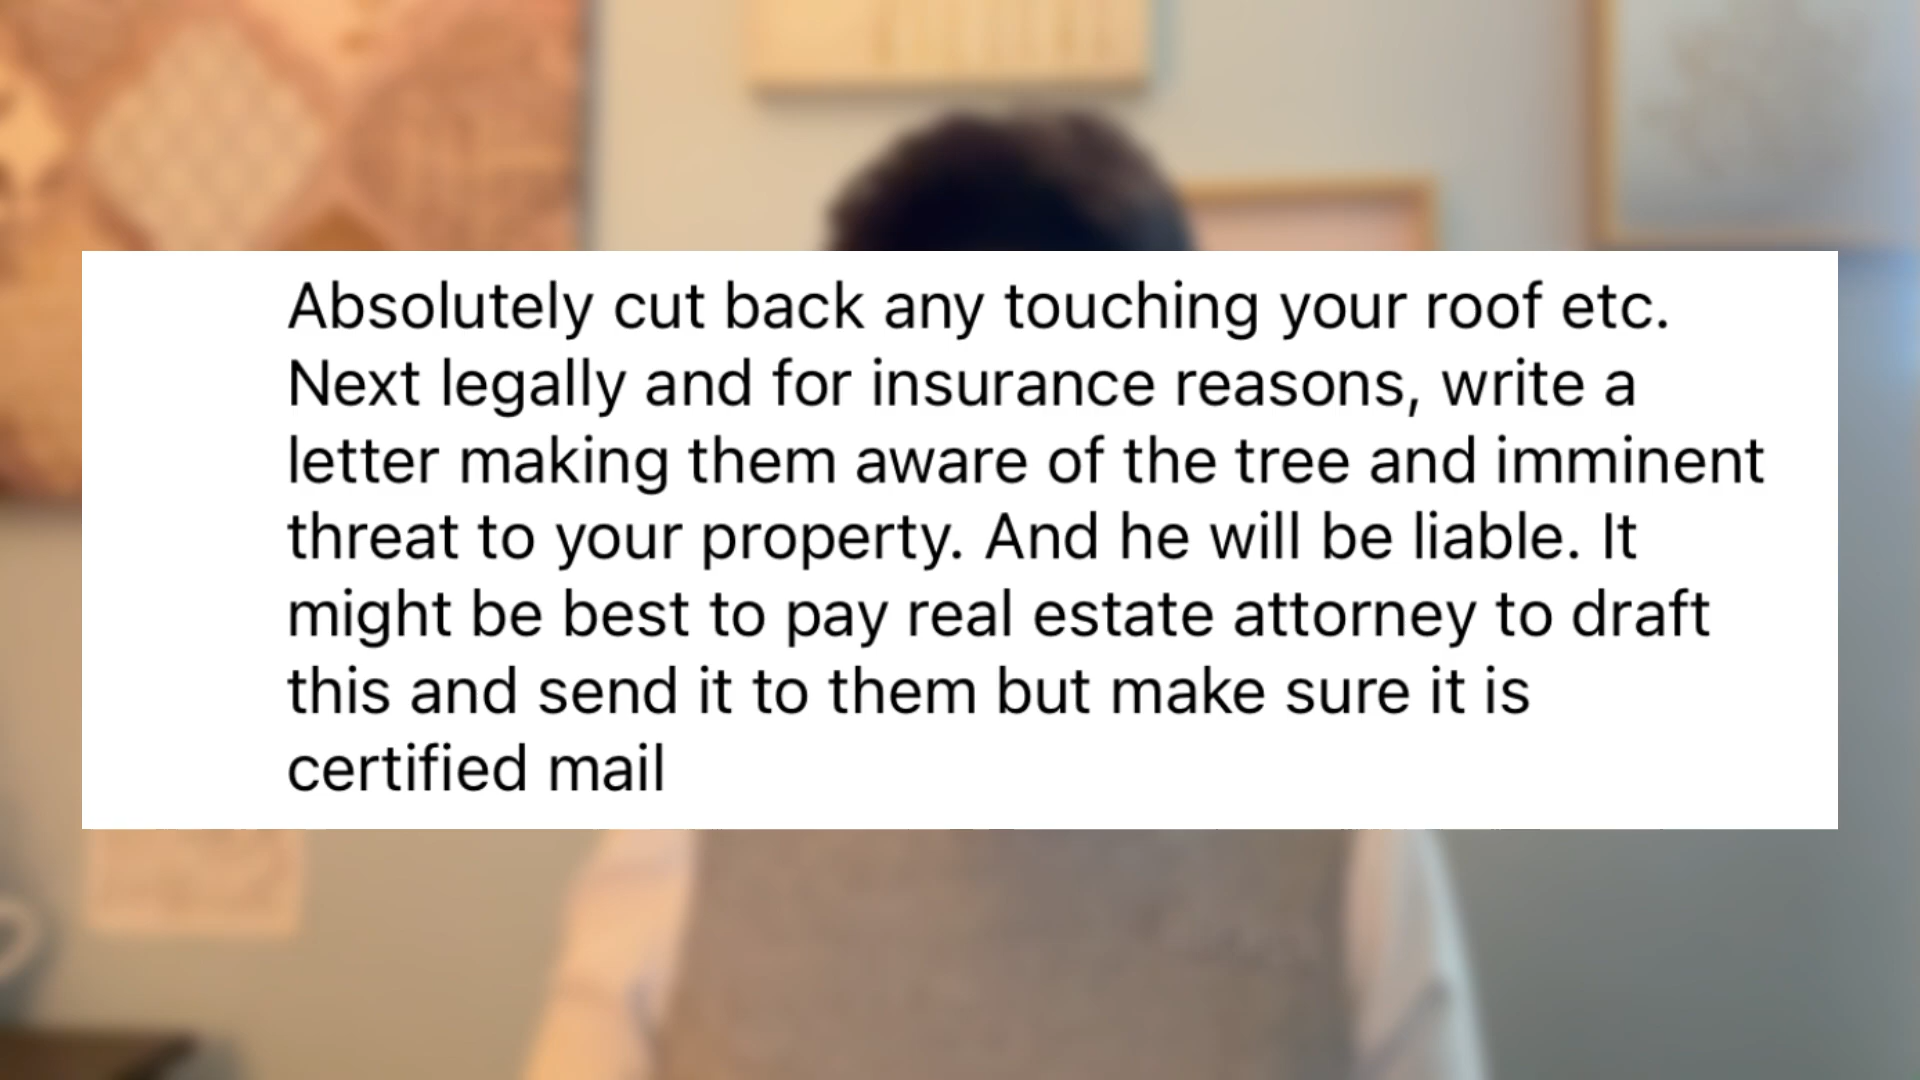 Absolutely cut back any touching your roof etc.
Next legally and for insurance reasons, write a
letter making them aware of the tree and imminent
threat to your property. And he will be liable. It
might be best to pay real estate attorney to draft
this and send it to them but make sure it is
certified mail